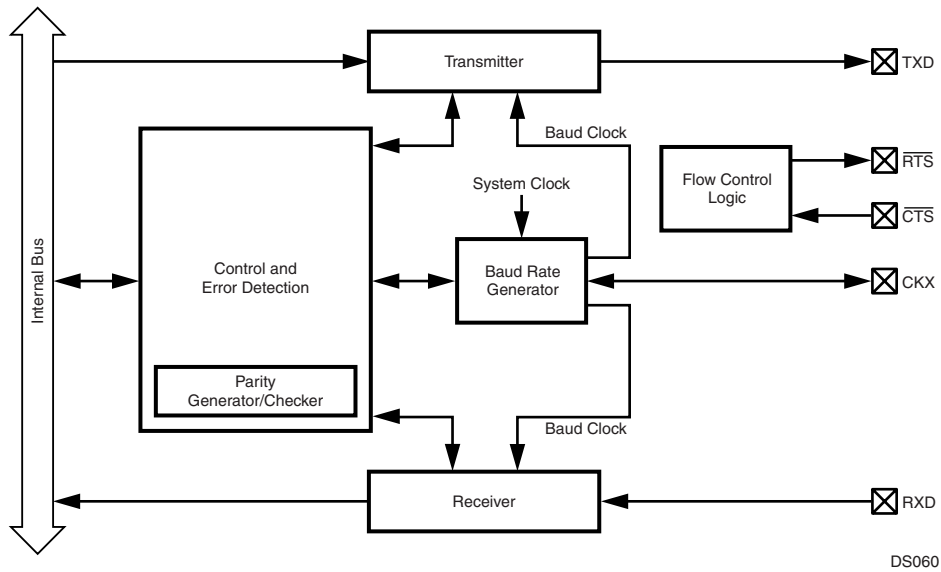 Transmitter
TXD
Baud Clock
RTS
System Clock
Flow Control
Logic
CTS
Internal Bus
Control and
Error Detection
Baud Rate
Generator
CKX
Parity
Generator/Checker
Baud Clock
Receiver
RXD
DS060